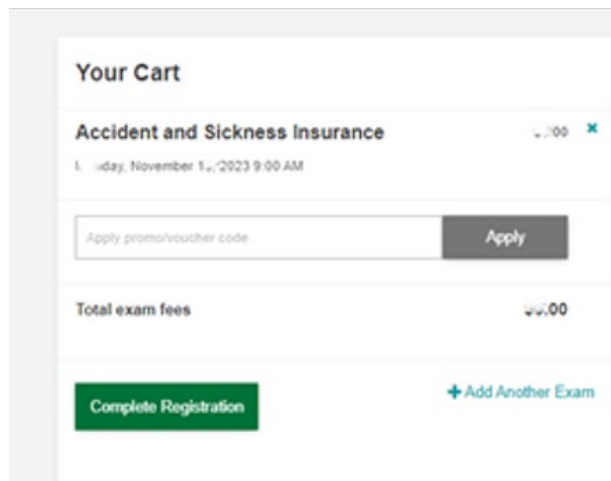 Your Cart
Accident and Sickness Insurance
November 2023 9:00 AM
Apply promo/voucher code Apply
Total exam fees
Complete Registration + Add Another Exam